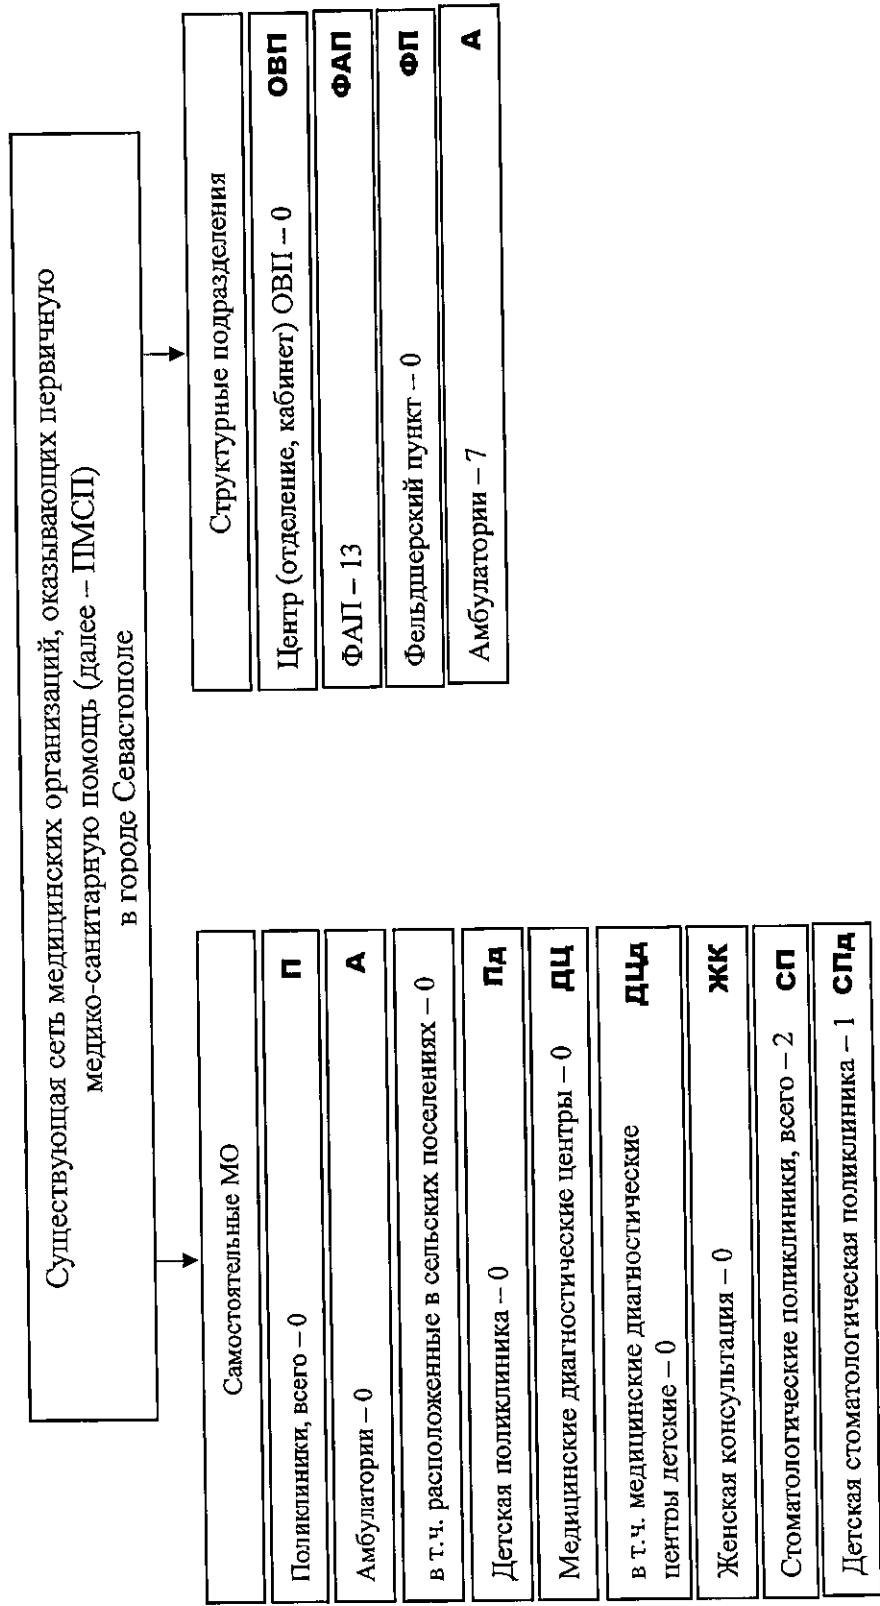 Существующая сеть медицинских организаций, оказывающих первичную
медико-санитарную помощь (далее – ПМСП)
в городе Севастополе
Самостоятельные МО
Поликлиники, всего – 0 П
Амбулатории – 0 А
в т.ч. расположенные в сельских поселениях – 0
Детская поликлиника – 0 Пд
Медицинские диагностические центры – 0 ДЦ
в т.ч. медицинские диагностические
центры детские – 0 ДЦд
Женская консультация – 0 ЖК
Стоматологические поликлиники, всего – 2 СП
Детская стоматологическая поликлиника – 1 СПд
Структурные подразделения
Центр (отделение, кабинет) ОВП – 0 ОВП
ФАП – 13 ФАП
Фельдшерский пункт – 0 ФП
Амбулатории – 7 А